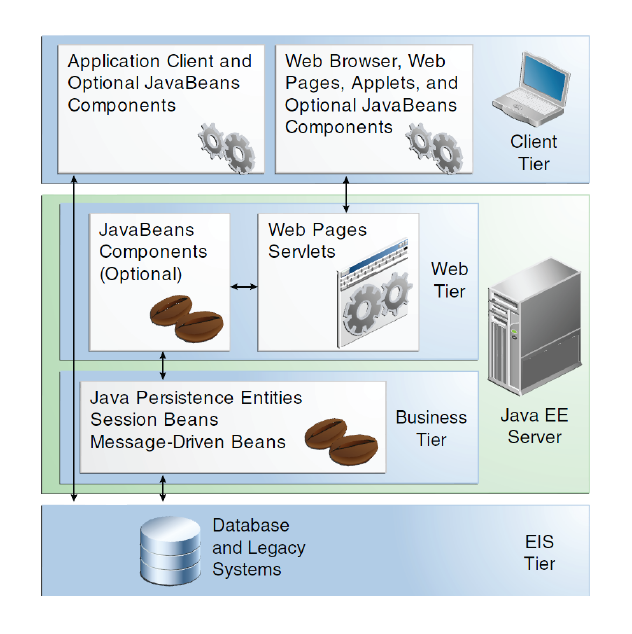 Application Client and
Optional JavaBeans
Components
Web Browser, Web
Pages, Applets, and
Optional JavaBeans
Components
Client
Tier
JavaBeans
Components
(Optional)
Web Pages
Servlets
Web
Tier
Java Persistence Entities
Session Beans
Message-Driven Beans
Business
Tier
Java EE
Server
Database
and Legacy
Systems
EIS
Tier